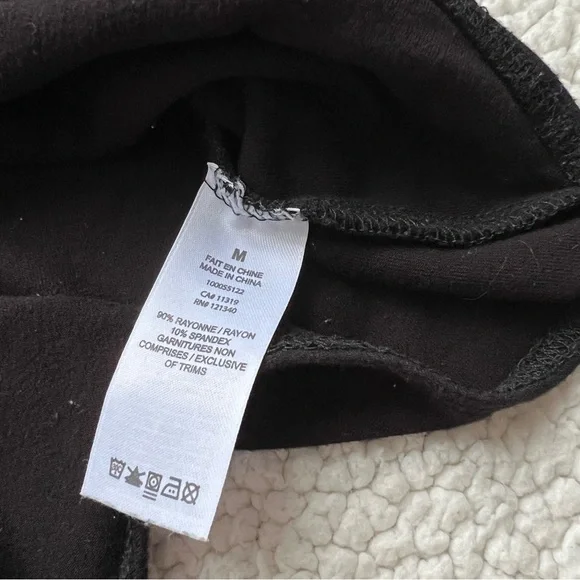 M
FAIT EN CHINE
MADE IN CHINA
100055122
CA# 11319
RN# 121340
90% RAYONNE / RAYON
10% SPANDEX
GARNITURES NON
COMPRISES / EXCLUSIVE
OF TRIMS